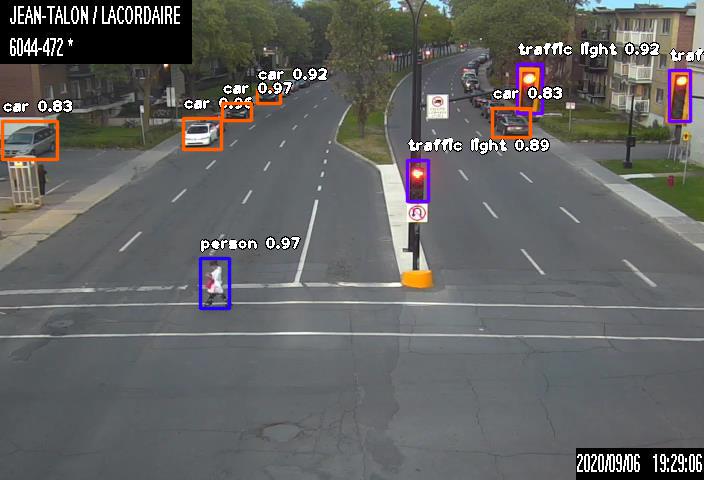 JEAN-TALON / LACORDAIRE
6044-472 *
car 0.92
car 0.97
car 0.96
car 0.83
traffic light 0.92
traf
car 0.83
traffic light 0.89
person 0.97
2020/09/06 19:29:06